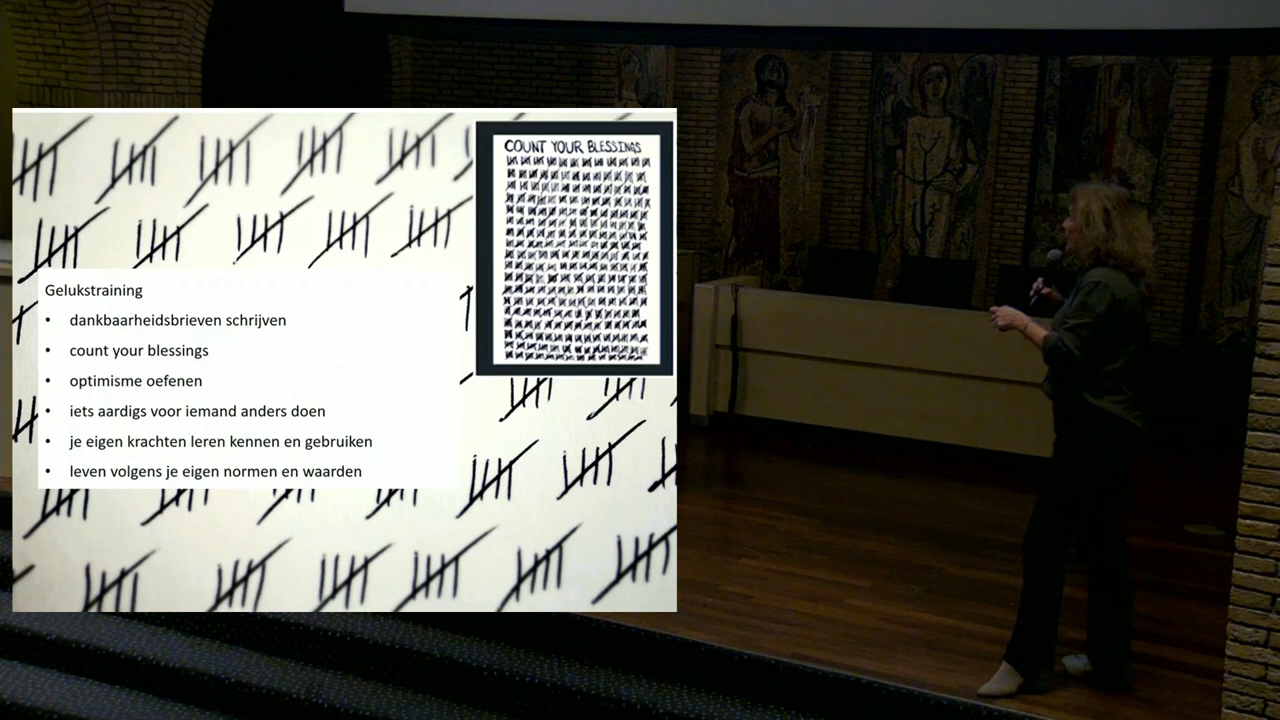 COUNT YOUR BLESSINGS
Gelukstraining
• dankbaarheidsbrieven schrijven
• count your blessings
• optimisme oefenen
• iets aardigs voor iemand anders doen
• je eigen krachten leren kennen en gebruiken
• leven volgens je eigen normen en waarden